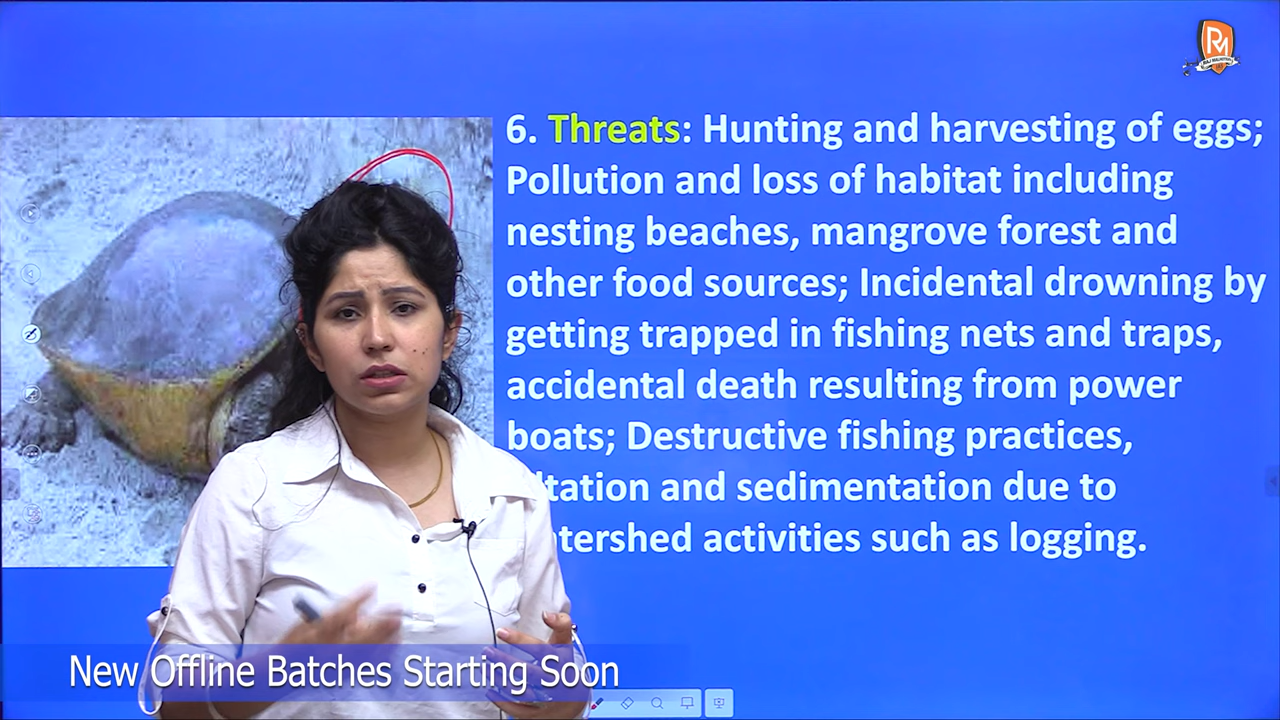 6. Threats: Hunting and harvesting of eggs;
Pollution and loss of habitat including
nesting beaches, mangrove forest and
other food sources; Incidental drowning by
getting trapped in fishing nets and traps,
accidental death resulting from power
boats; Destructive fishing practices,
tation and sedimentation due to
tershed activities such as logging.
New Offline Batches Starting Soon